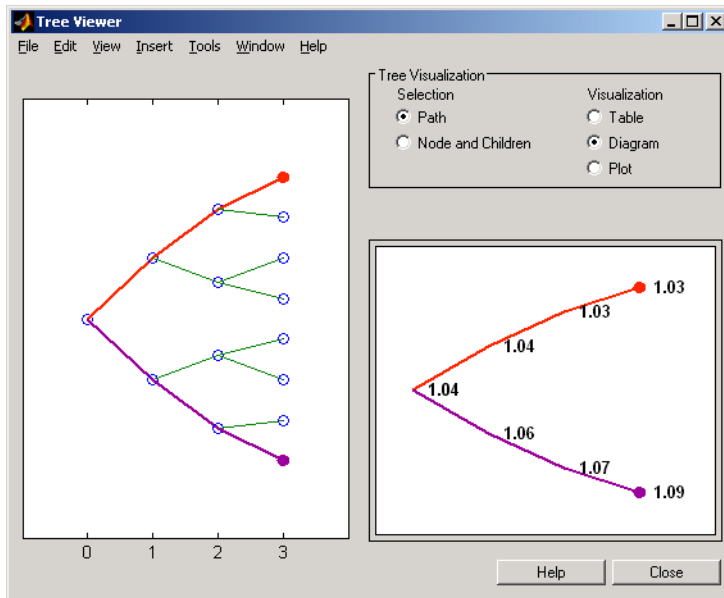 Tree Viewer
File Edit View Insert Tools Window Help
Tree Visualization
Selection
Path
Node and Children
Visualization
Table
Diagram
Plot
0 1 2 3
1.03
1.03
1.04
1.04
1.06
1.07
1.09
Help Close